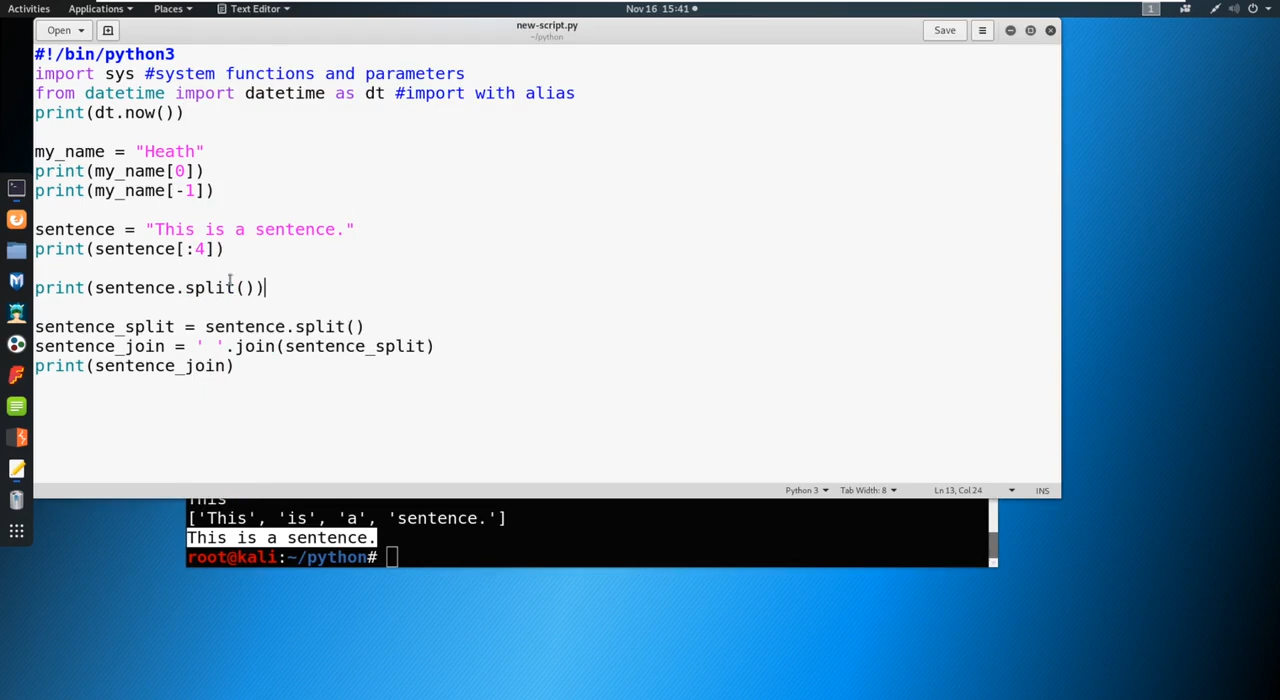 Activities Applications Places Text Editor Nov 16 15:41 1
Open new-script.py Save
~/python
#!/bin/python3
import sys #system functions and parameters
from datetime import datetime as dt #import with alias
print(dt.now())
my_name = "Heath"
print(my_name[0])
print(my_name[-1])
sentence = "This is a sentence."
print(sentence[:4])
print(sentence.split())
sentence_split = sentence.split()
sentence_join = ' '.join(sentence_split)
print(sentence_join)
Python 3 Tab Width: 8 Ln 13, Col 24 INS
This
['This', 'is', 'a', 'sentence.']
This is a sentence.
root@kali:~/python#